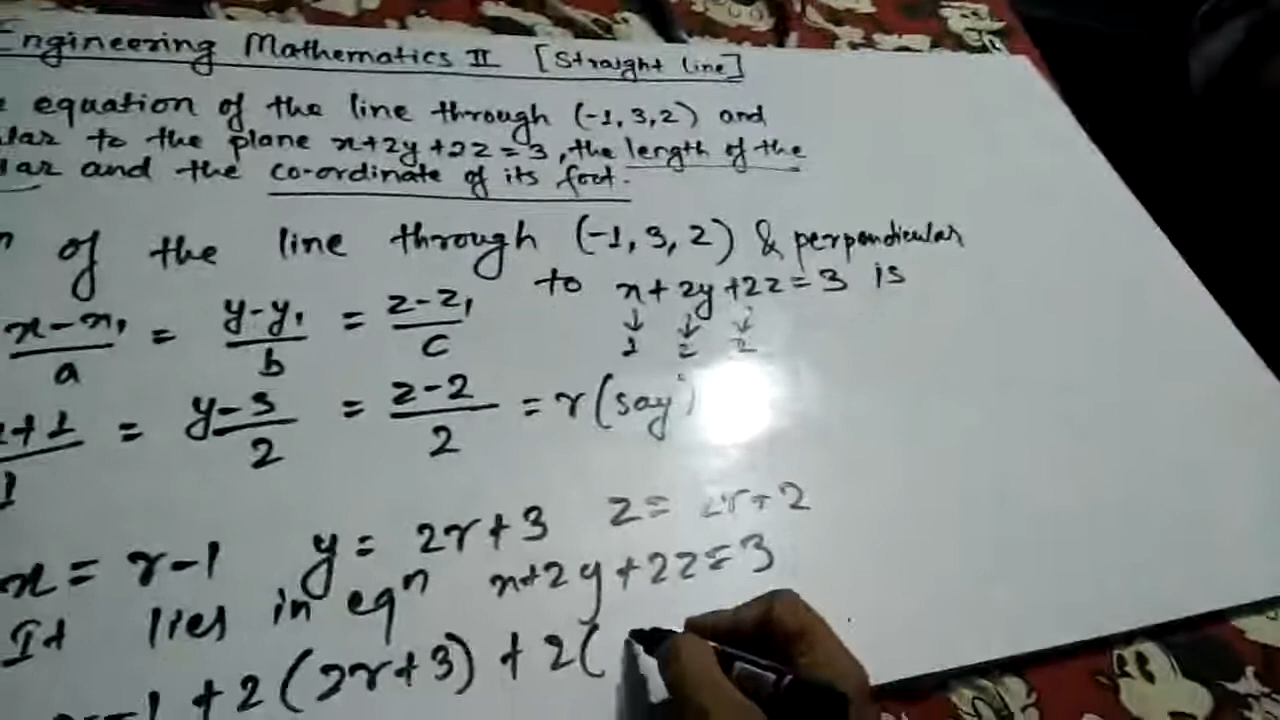 Engineering Mathematics II [Straight line]
equation of the line through (-1,3,2) and
to the plane x+2y+2z=3, the length of the
and the co-ordinate of its foot.
of the line through (-1,3,2) & perpendicular
to x+2y+2z=3 is
x-x₁/a = y-y₁/b = z-z₁/c
↓ ↓ ↓
1 2 2
+1/1 = y-3/2 = z-2/2 = r (say)
x = r-1 y = 2r+3 z = 2r+2
It lies in eqⁿ x+2y+2z=3
-1 + 2(2r+3) + 2(